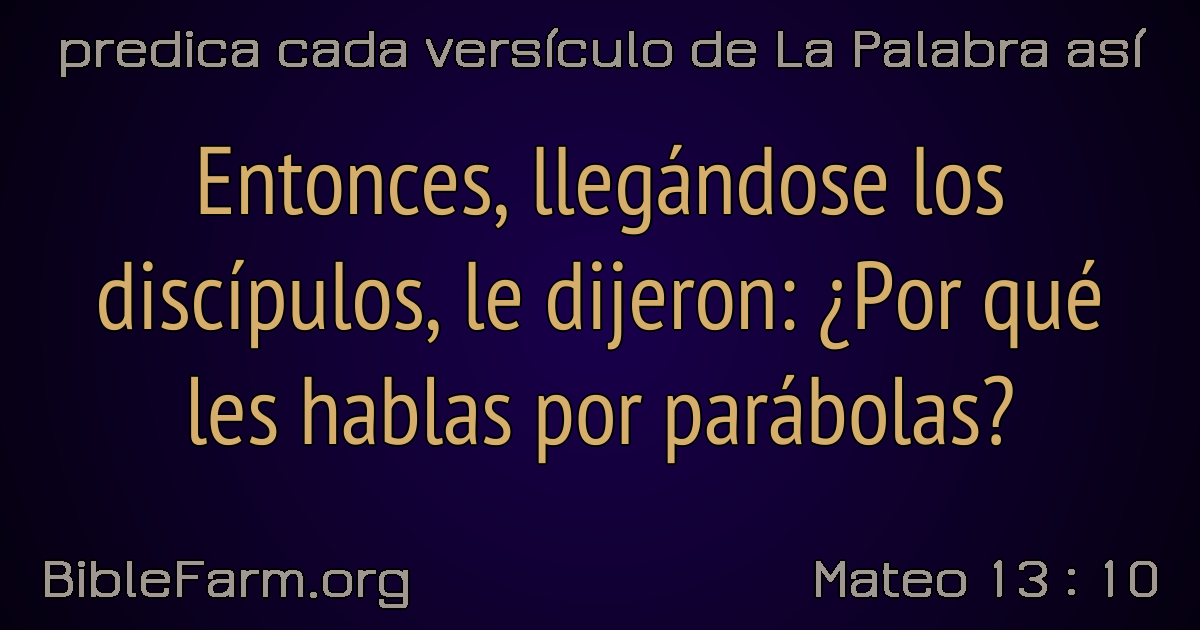 predica cada versículo de La Palabra así
Entonces, llegándose los
discípulos, le dijeron: ¿Por qué
les hablas por parábolas?
BibleFarm.org
Mateo 13 : 10